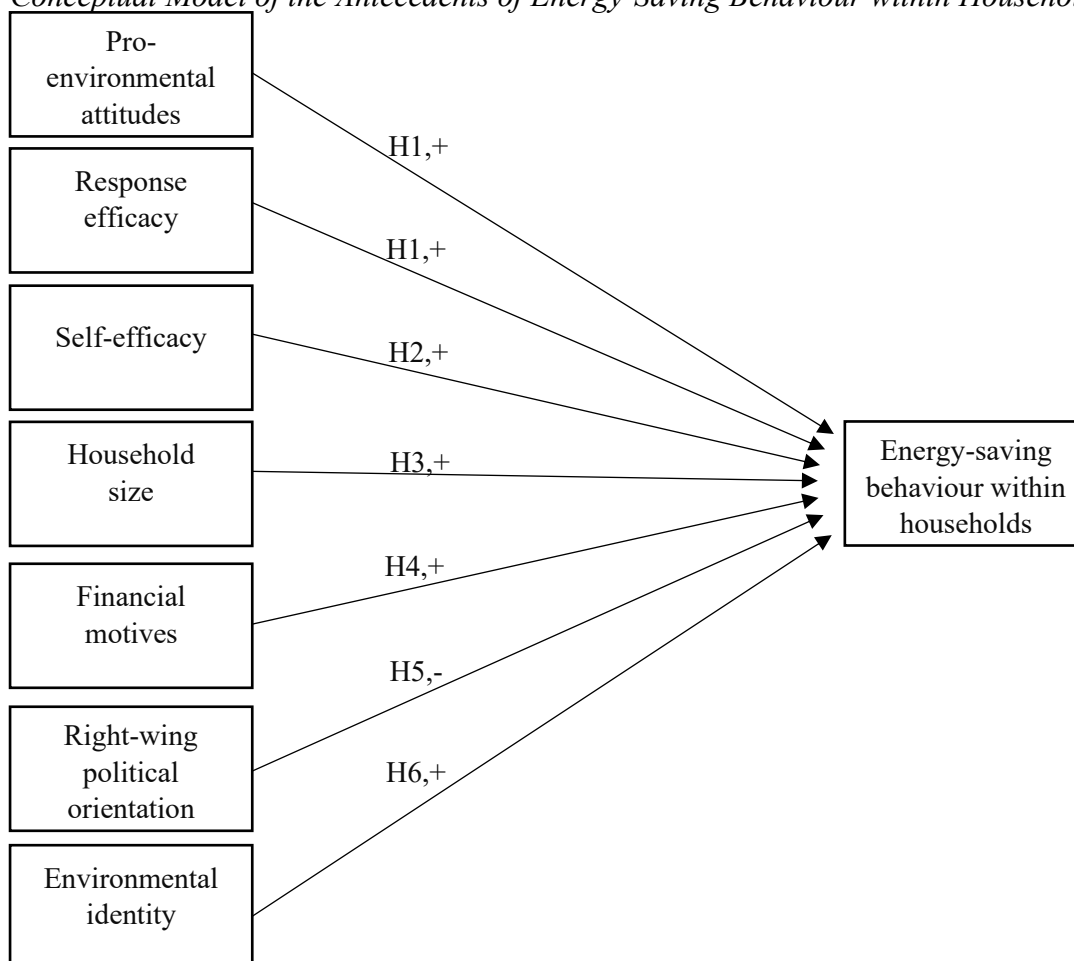 Conceptual Model of the Antecedents of Energy Saving Behaviour within Househol
Pro-
environmental
attitudes
H1,+
Response
efficacy
H1,+
Self-efficacy
H2,+
Household
size
H3,+
Energy-saving
behaviour within
households
Financial
motives
H4,+
Right-wing
political
orientation
H5,-
Environmental
identity
H6,+